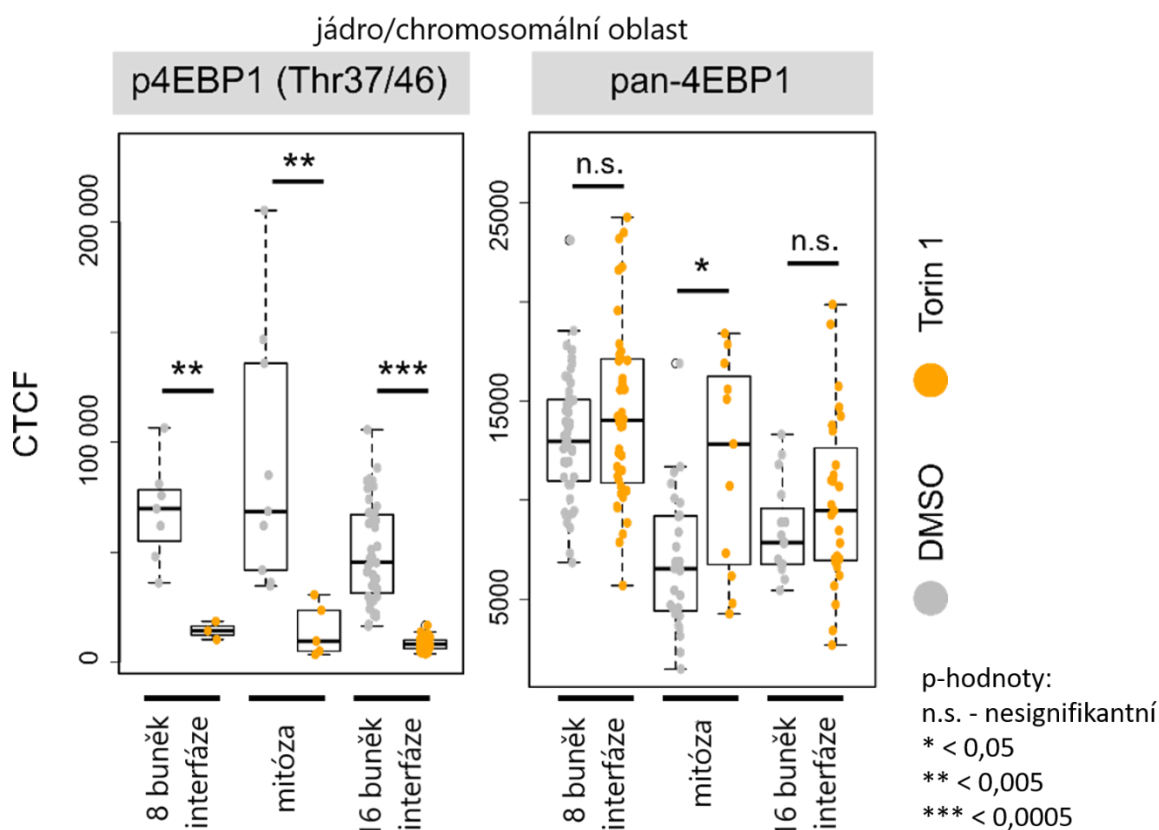 jádro/chromosomální oblast
p4EBP1 (Thr37/46)
pan-4EBP1
CTCF
200 000
100 000
0
**
**
***
8 buněk
interfáze
mitóza
16 buněk
interfáze
25000
15000
5000
n.s.
*
n.s.
8 buněk
interfáze
mitóza
16 buněk
interfáze
Torin 1
DMSO
p-hodnoty:
n.s. - nesignifikantní
* < 0,05
** < 0,005
*** < 0,0005